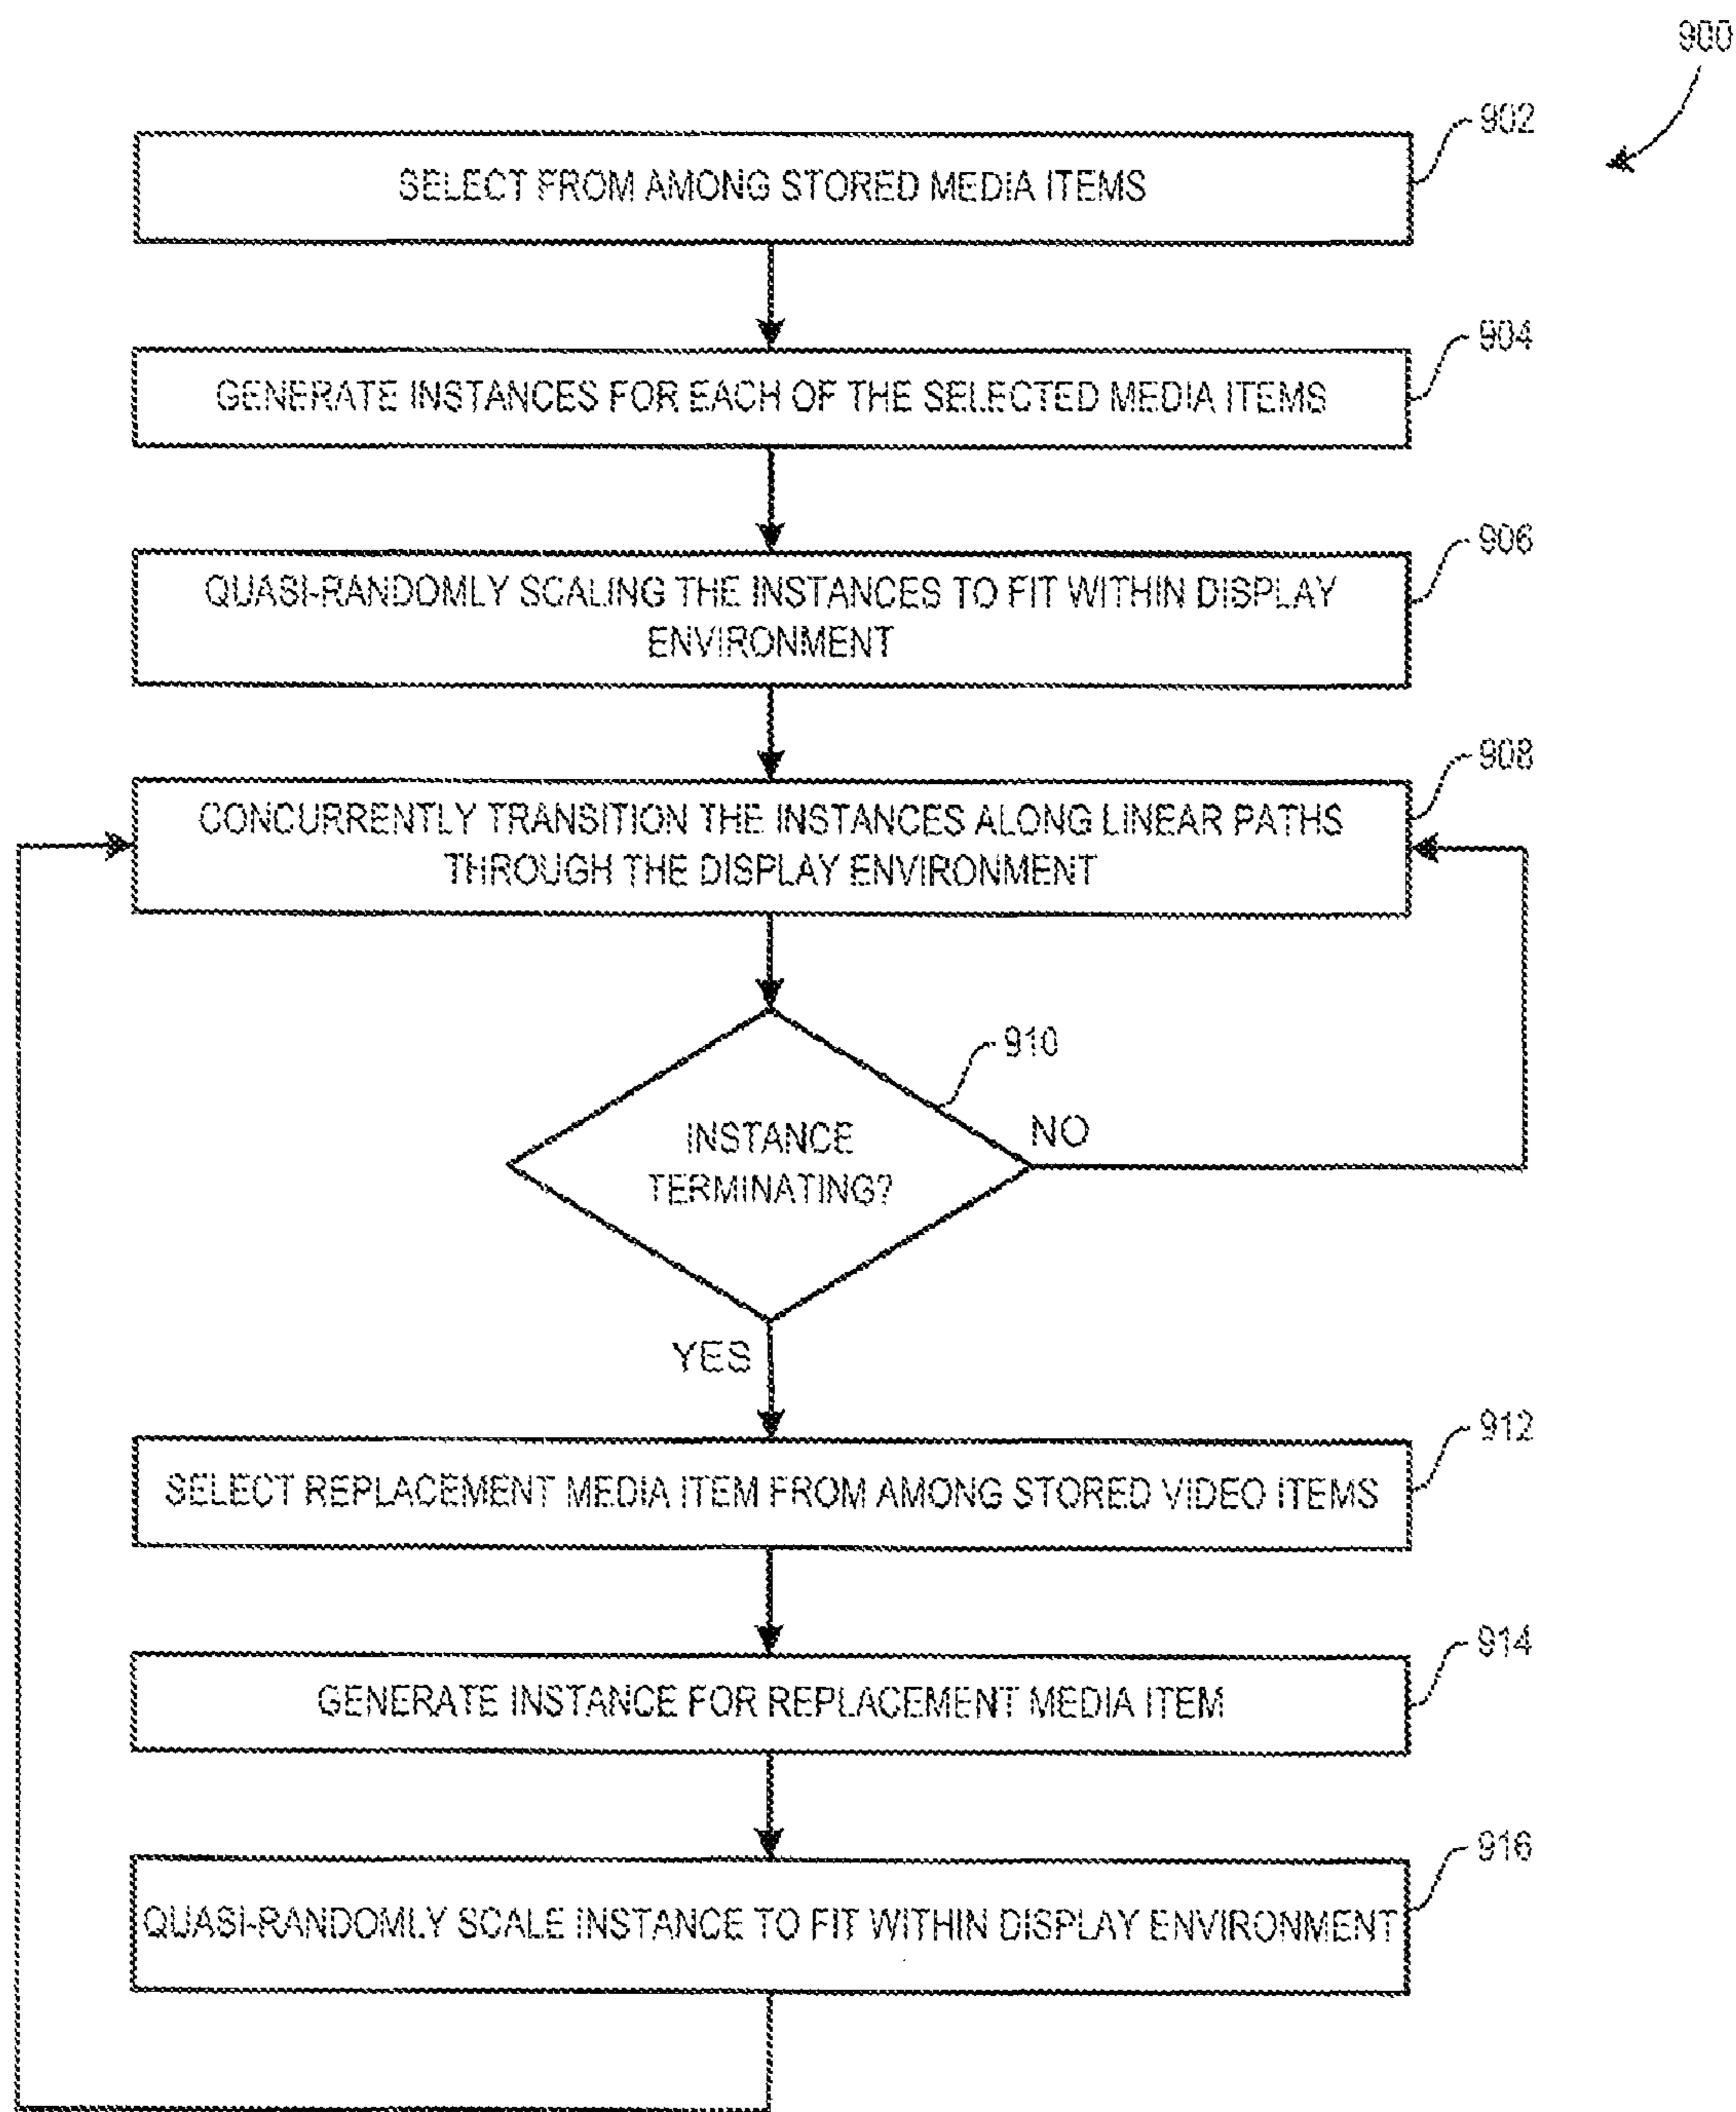 900
902
SELECT FROM AMONG STORED MEDIA ITEMS
904
GENERATE INSTANCES FOR EACH OF THE SELECTED MEDIA ITEMS
906
QUASI-RANDOMLY SCALING THE INSTANCES TO FIT WITHIN DISPLAY
ENVIRONMENT
908
CONCURRENTLY TRANSITION THE INSTANCES ALONG LINEAR PATHS
THROUGH THE DISPLAY ENVIRONMENT
910
INSTANCE
TERMINATING?
NO
YES
912
SELECT REPLACEMENT MEDIA ITEM FROM AMONG STORED VIDEO ITEMS
914
GENERATE INSTANCE FOR REPLACEMENT MEDIA ITEM
916
QUASI-RANDOMLY SCALE INSTANCE TO FIT WITHIN DISPLAY ENVIRONMENT